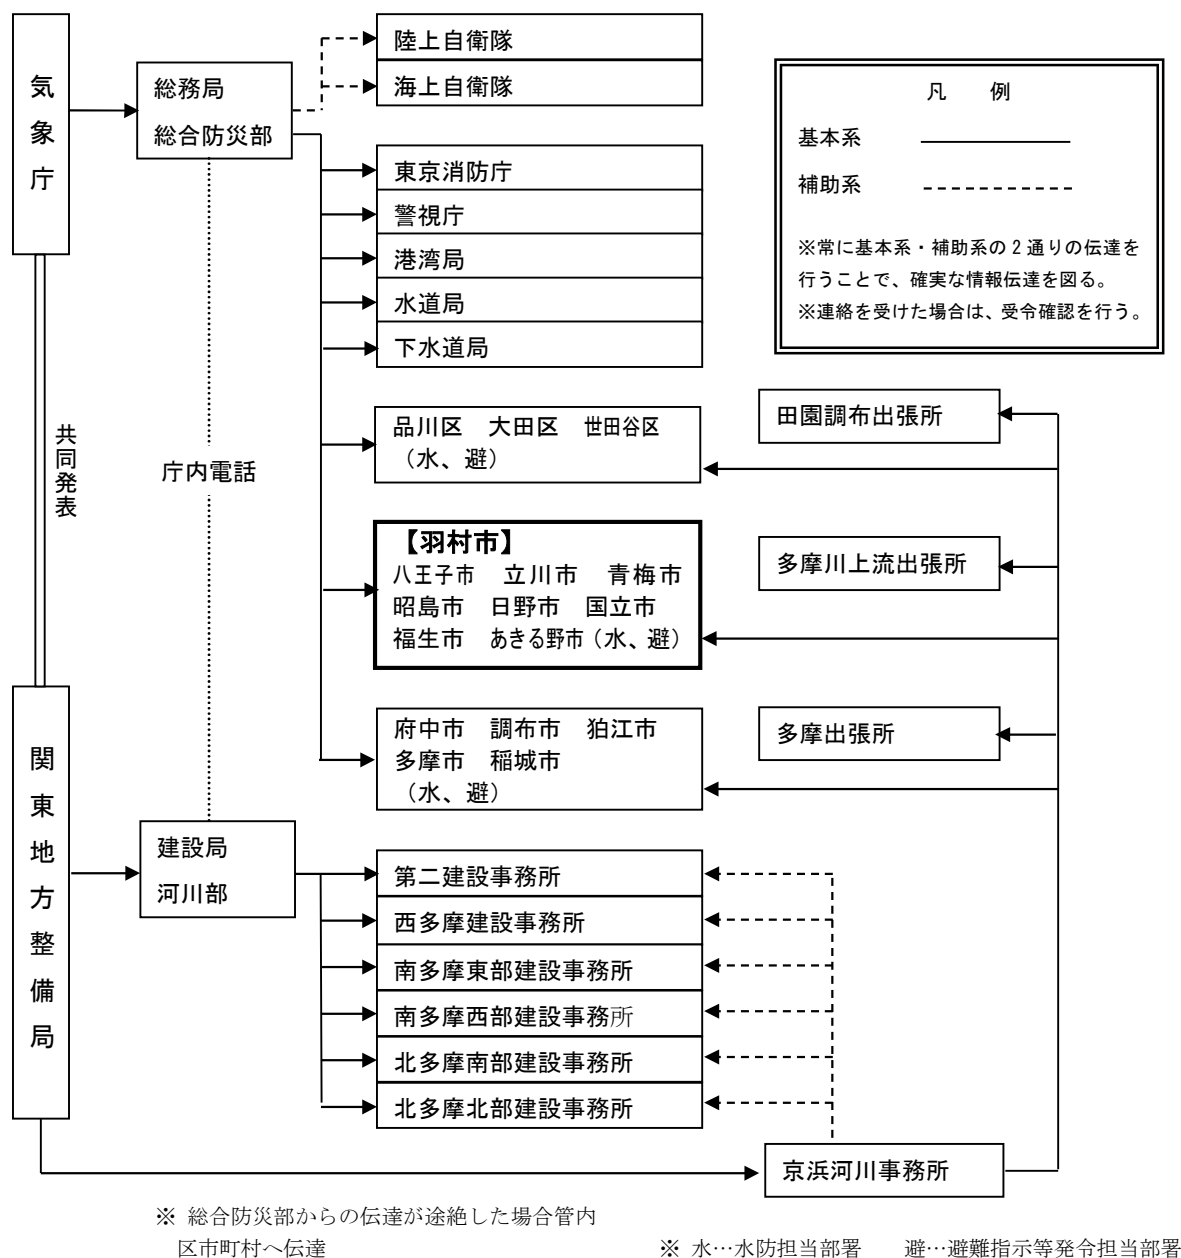 気象庁
総務局
総合防災部
陸上自衛隊
海上自衛隊
凡　例
基本系
補助系
※常に基本系・補助系の2通りの伝達を
行うことで、確実な情報伝達を図る。
※連絡を受けた場合は、受令確認を行う。
東京消防庁
警視庁
港湾局
水道局
下水道局
共同発表
庁内電話
品川区　大田区　世田谷区
（水、避）
田園調布出張所
【羽村市】
八王子市　立川市　青梅市
昭島市　日野市　国立市
福生市　あきる野市（水、避）
多摩川上流出張所
府中市　調布市　狛江市
多摩市　稲城市
（水、避）
多摩出張所
関東地方整備局
建設局
河川部
第二建設事務所
西多摩建設事務所
南多摩東部建設事務所
南多摩西部建設事務所
北多摩南部建設事務所
北多摩北部建設事務所
京浜河川事務所
※ 総合防災部からの伝達が途絶した場合管内
区市町村へ伝達
※ 水…水防担当部署　避…避難指示等発令担当部署